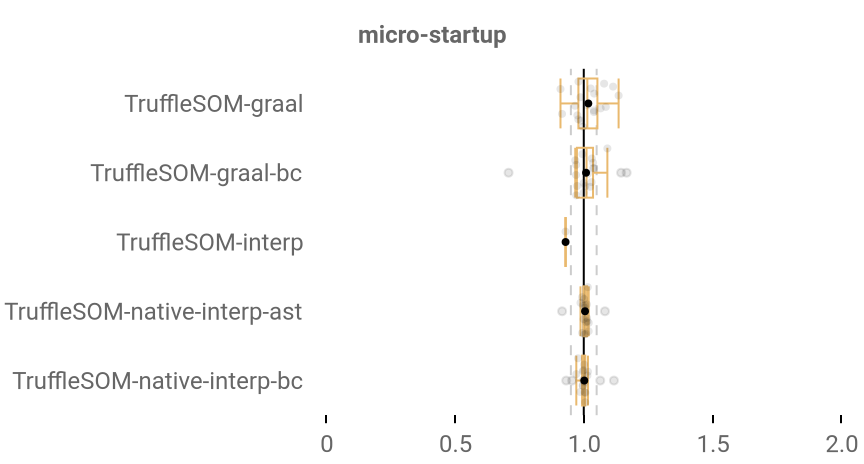 micro-startup
TruffleSOM-graal
TruffleSOM-graal-bc
TruffleSOM-interp
TruffleSOM-native-interp-ast
TruffleSOM-native-interp-bc
0 0.5 1.0 1.5 2.0